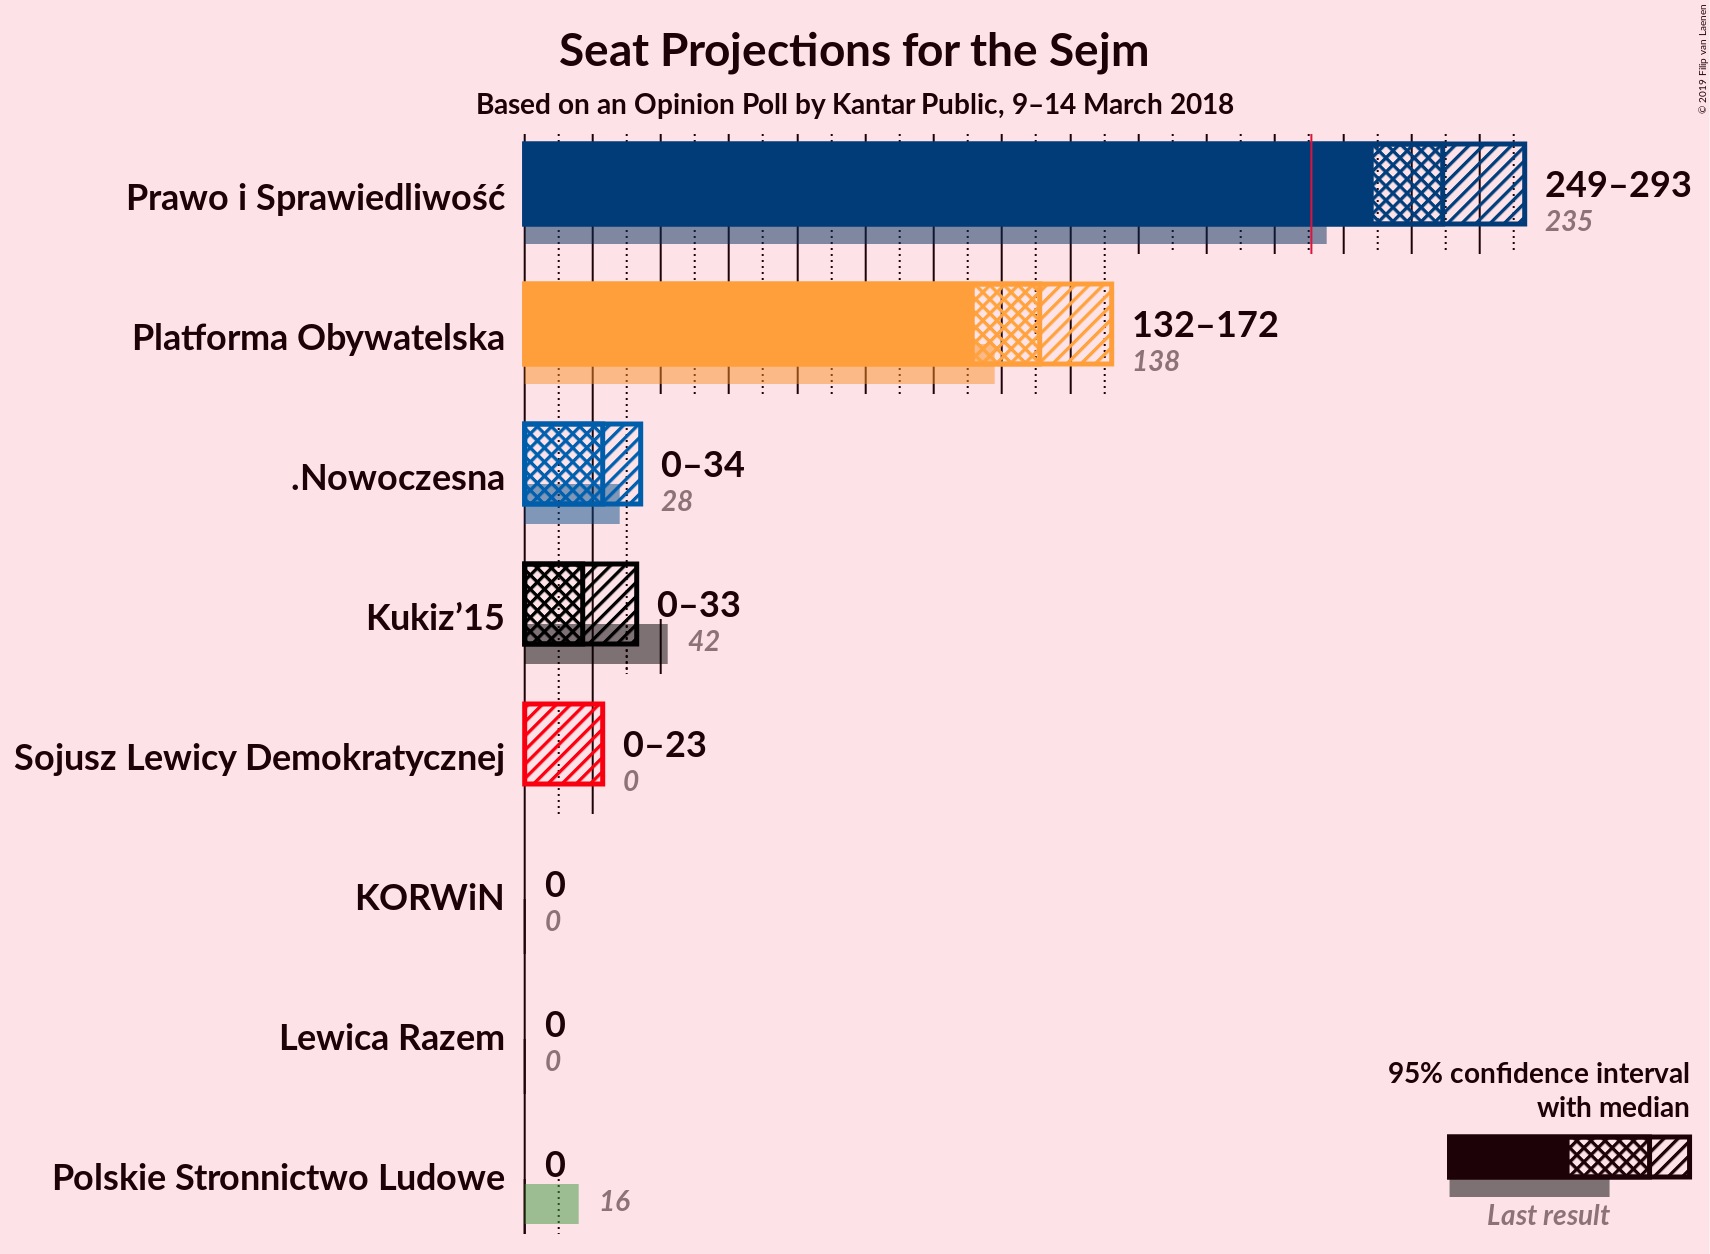 Seat Projections for the Sejm
Based on an Opinion Poll by Kantar Public, 9–14 March 2018
© 2019 Filip van Laenen
Prawo i Sprawiedliwość
249–293
235
Platforma Obywatelska
132–172
138
.Nowoczesna
0–34
28
Kukiz’15
0–33
42
Sojusz Lewicy Demokratycznej
0–23
0
KORWiN
0
0
Lewica Razem
0
0
Polskie Stronnictwo Ludowe
0
16
95% confidence interval
with median
Last result